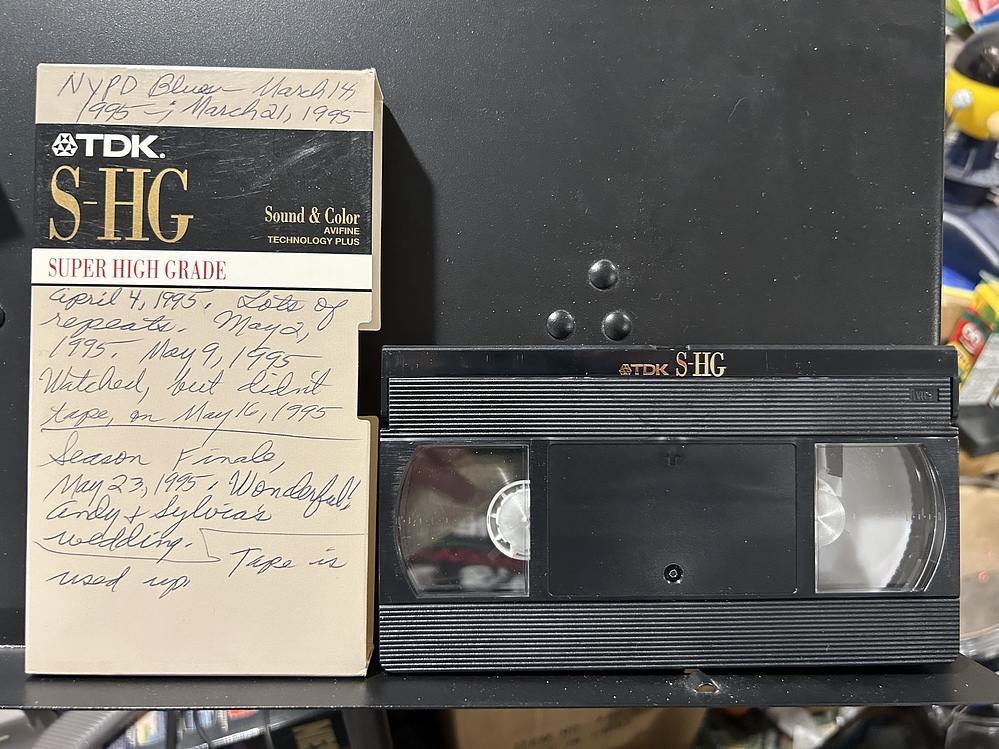 NYPD Blue - March 14,
1995 -; March 21, 1995
TDK.
S-HG
Sound & Color
AVIFINE
TECHNOLOGY PLUS
SUPER HIGH GRADE
April 4, 1995. Lots of
repeats. May 2,
1995. May 9, 1995
Watched, but didn't
tape, on May 16, 1995
Season Finale,
May 23, 1995. Wonderful!
Andy & Sylvia's
wedding.
Tape is
used up.
TDK S-HG
VHS